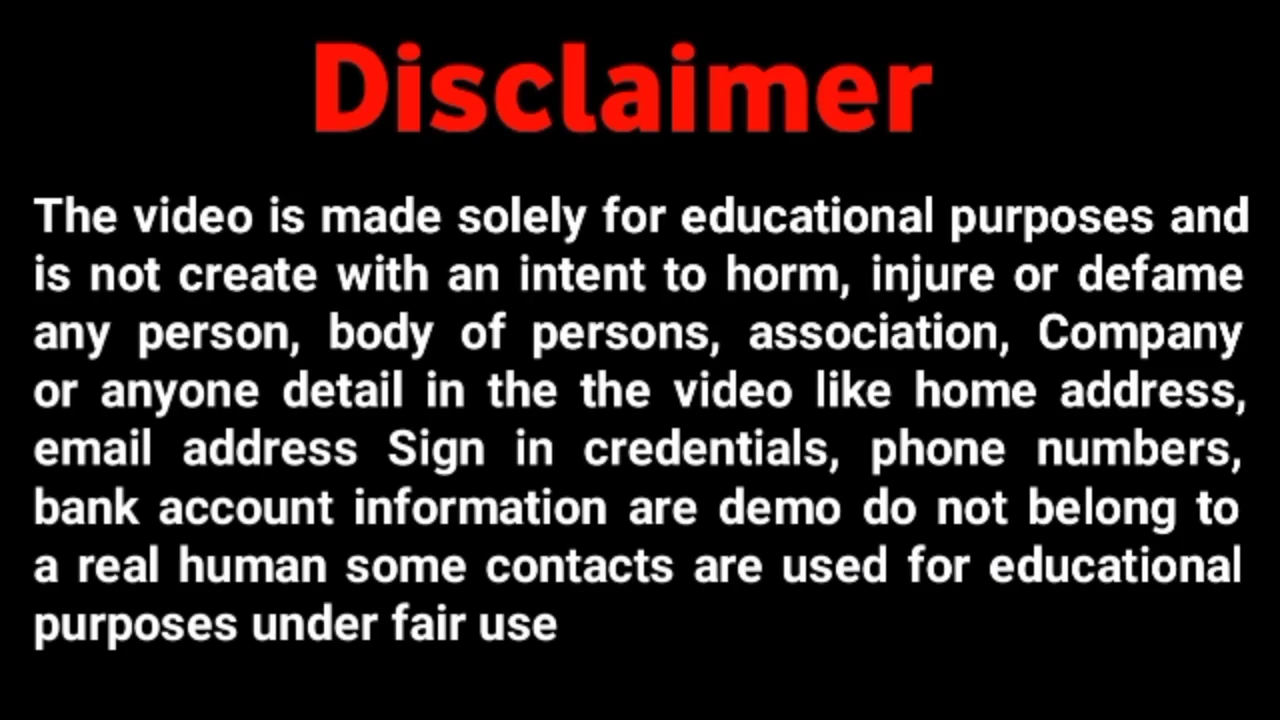 Disclaimer
The video is made solely for educational purposes and
is not create with an intent to horm, injure or defame
any person, body of persons, association, Company
or anyone detail in the the video like home address,
email address Sign in credentials, phone numbers,
bank account information are demo do not belong to
a real human some contacts are used for educational
purposes under fair use